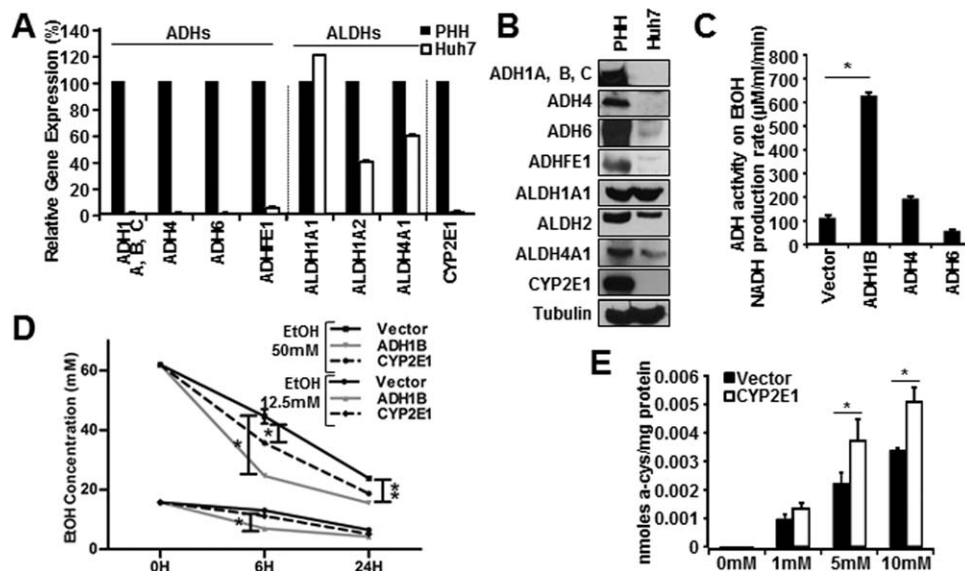 A
Relative Gene Expression (%)
140
120
100
80
60
40
20
0
ADHs
ALDHs
PHH
Huh7
ADH1
A, B, C
ADH4
ADH6
ADHFE1
ALDH1A1
ALDH1A2
ALDH4A1
CYP2E1
B
PHH
Huh7
ADH1A, B, C
ADH4
ADH6
ADHFE1
ALDH1A1
ALDH2
ALDH4A1
CYP2E1
Tubulin
C
ADH activity on EtOH
NADH production rate (µM/ml/min)
800
700
600
500
400
300
200
100
0
*
Vector
ADH1B
ADH4
ADH6
D
EtOH Concentration (mM)
60
40
20
0
EtOH
50mM
Vector
ADH1B
CYP2E1
EtOH
12.5mM
Vector
ADH1B
CYP2E1
*
*
*
*
*
0H
6H
24H
E
nmoles a-cys/mg protein
0.006
0.005
0.004
0.003
0.002
0.001
Vector
CYP2E1
*
*
0mM
1mM
5mM
10mM